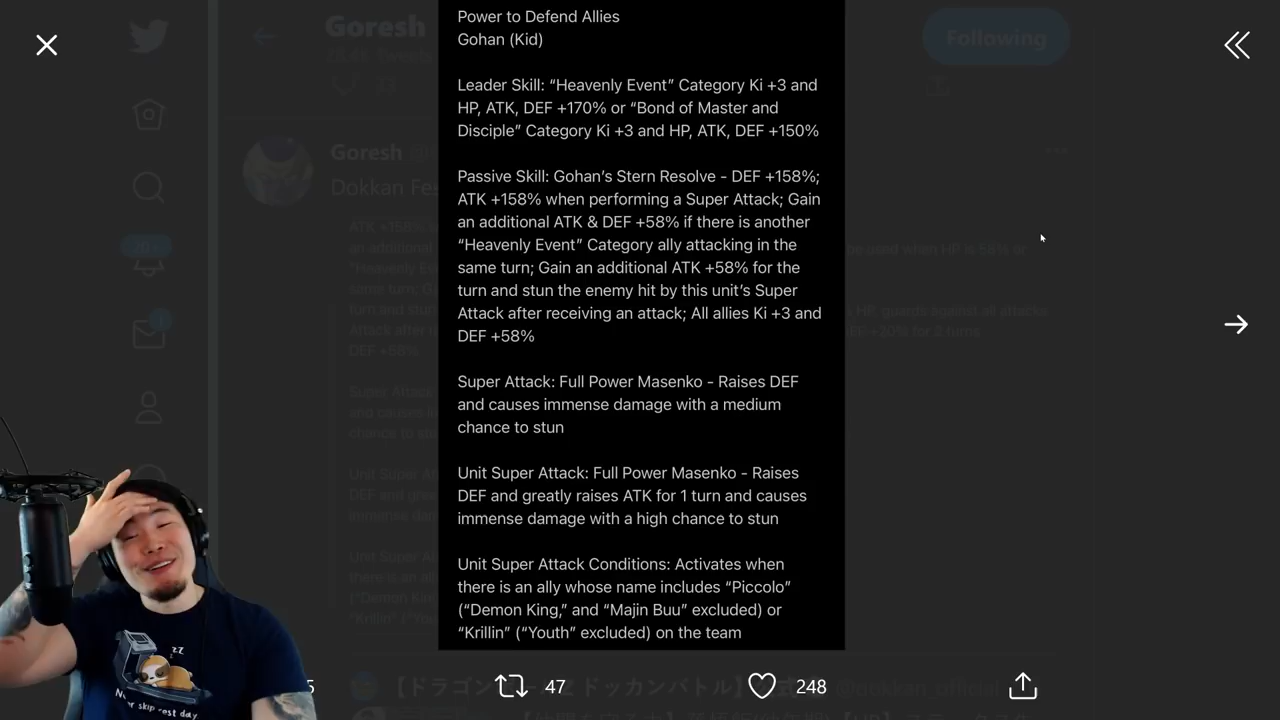 Power to Defend Allies
Gohan (Kid)
Leader Skill: “Heavenly Event” Category Ki +3 and
HP, ATK, DEF +170% or “Bond of Master and
Disciple” Category Ki +3 and HP, ATK, DEF +150%
Passive Skill: Gohan’s Stern Resolve - DEF +158%;
ATK +158% when performing a Super Attack; Gain
an additional ATK & DEF +58% if there is another
“Heavenly Event” Category ally attacking in the
same turn; Gain an additional ATK +58% for the
turn and stun the enemy hit by this unit’s Super
Attack after receiving an attack; All allies Ki +3 and
DEF +58%
Super Attack: Full Power Masenko - Raises DEF
and causes immense damage with a medium
chance to stun
Unit Super Attack: Full Power Masenko - Raises
DEF and greatly raises ATK for 1 turn and causes
immense damage with a high chance to stun
Unit Super Attack Conditions: Activates when
there is an ally whose name includes “Piccolo”
(“Demon King,” and “Majin Buu” excluded) or
“Krillin” (“Youth” excluded) on the team
Goresh
Following
Goresh
Dokkan Fes
5
47
248
skip rest day